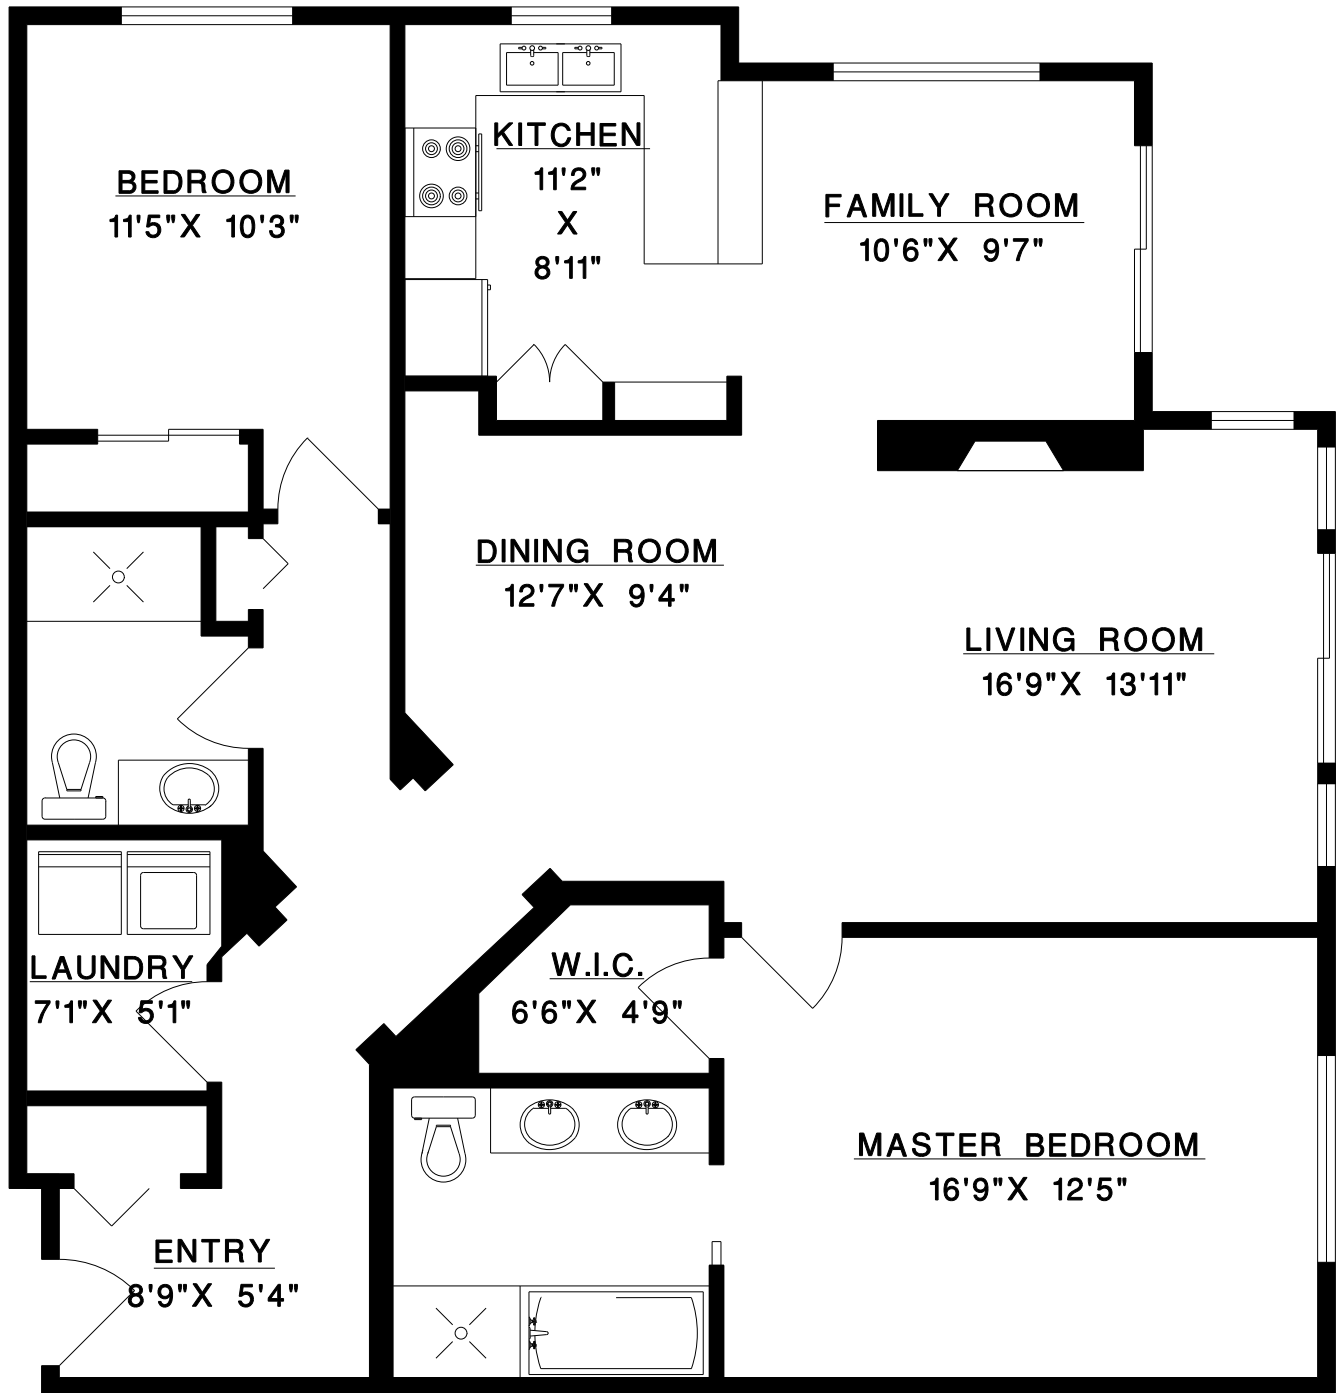 KITCHEN
11'2"
X
8'11"
BEDROOM
11'5"X 10'3"
FAMILY ROOM
10'6"X 9'7"
DINING ROOM
12'7"X 9'4"
LIVING ROOM
16'9"X 13'11"
LAUNDRY
7'1"X 5'1"
W.I.C.
6'6"X 4'9"
MASTER BEDROOM
16'9"X 12'5"
ENTRY
8'9"X 5'4"